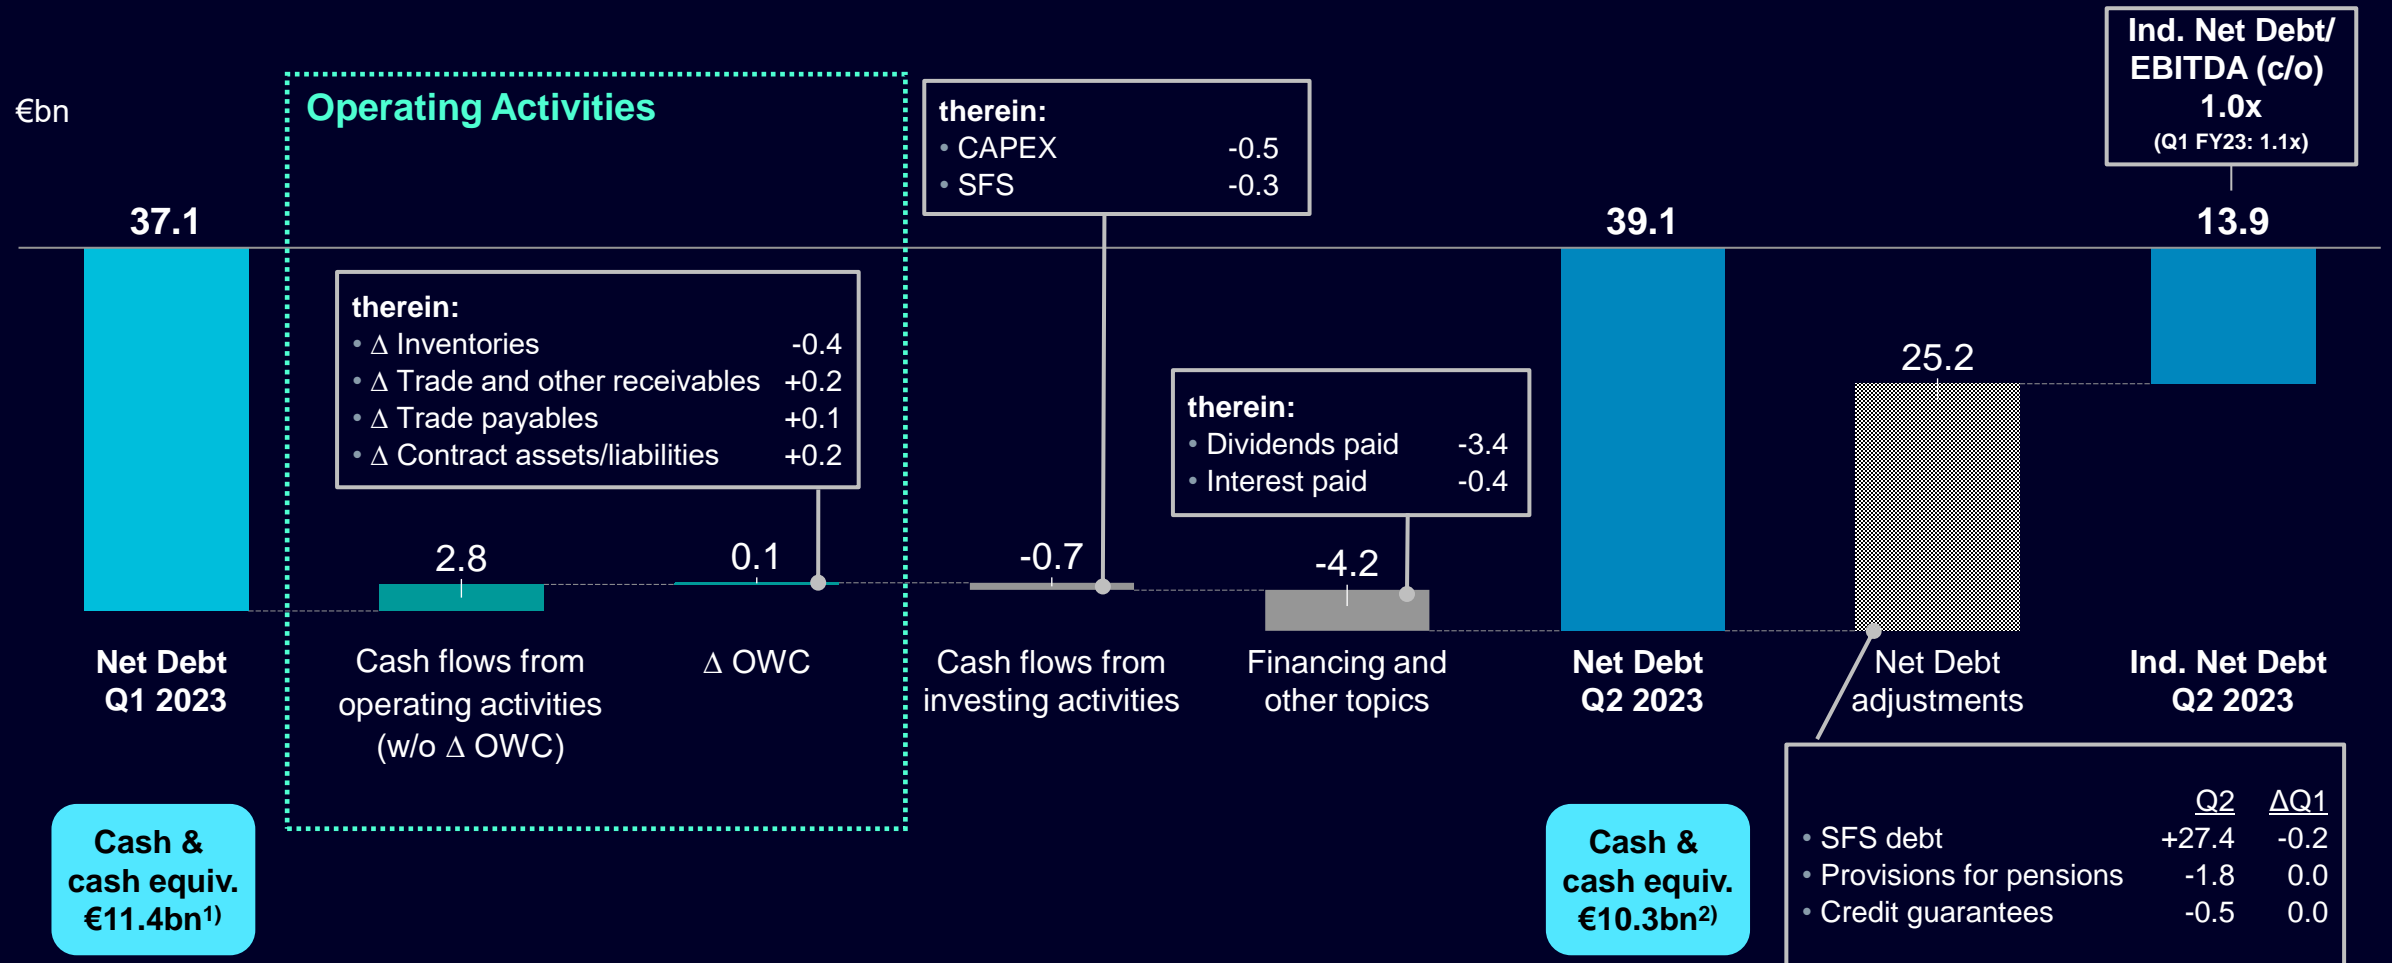 €bn
Operating Activities
therein:
• CAPEX -0.5
• SFS -0.3
Ind. Net Debt/
EBITDA (c/o)
1.0x
(Q1 FY23: 1.1x)
37.1
39.1
13.9
therein:
• Δ Inventories -0.4
• Δ Trade and other receivables +0.2
• Δ Trade payables +0.1
• Δ Contract assets/liabilities +0.2
therein:
• Dividends paid -3.4
• Interest paid -0.4
25.2
2.8
0.1
-0.7
-4.2
Net Debt
Q1 2023
Cash flows from
operating activities
(w/o Δ OWC)
Δ OWC
Cash flows from
investing activities
Financing and
other topics
Net Debt
Q2 2023
Net Debt
adjustments
Ind. Net Debt
Q2 2023
Cash &
cash equiv.
€11.4bn1)
Cash &
cash equiv.
€10.3bn2)
Q2 ΔQ1
• SFS debt +27.4 -0.2
• Provisions for pensions -1.8 0.0
• Credit guarantees -0.5 0.0